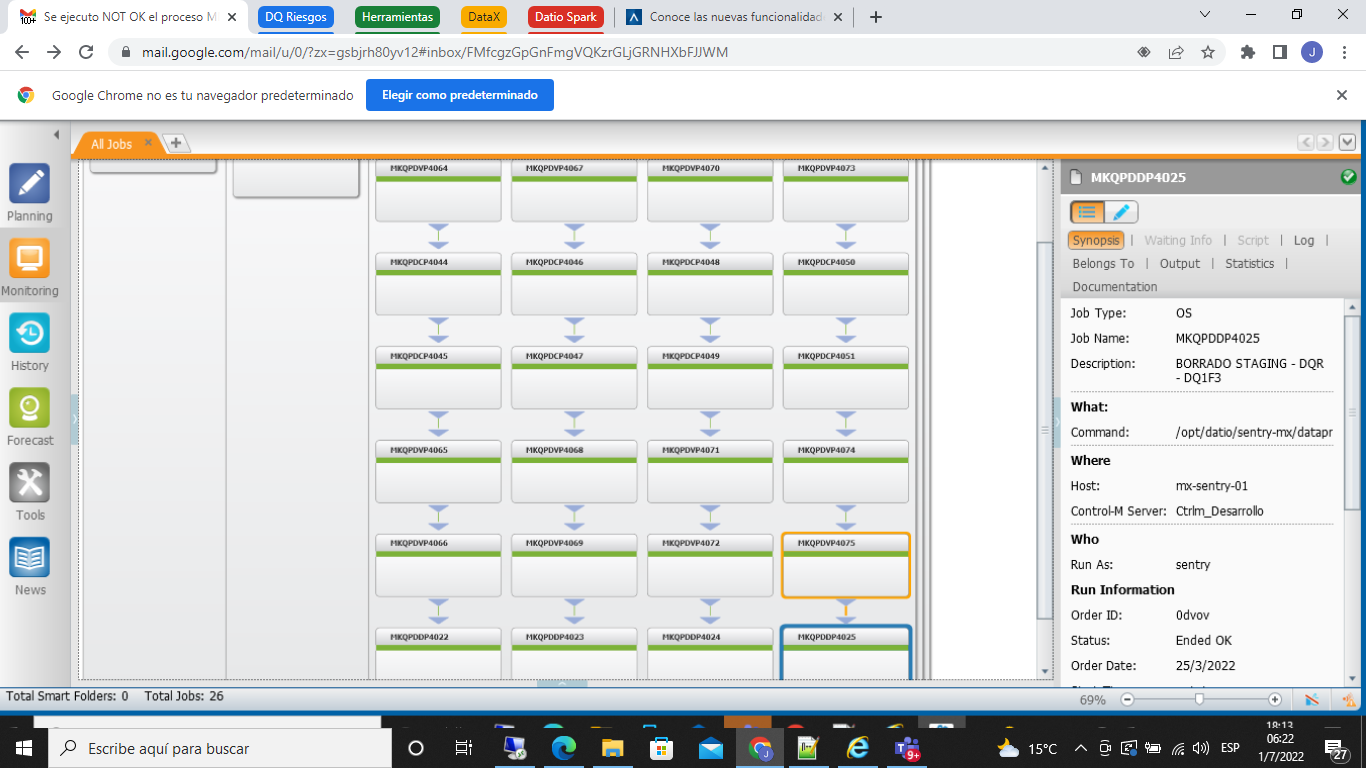 Se ejecuto NOT OK el proceso M
DQ Riesgos
Herramientas
DataX
Datio Spark
Conoce las nuevas funcionalidad
mail.google.com/mail/u/0/?zx=gsbjrh80yv12#inbox/FMfcgzGpGnFmgVQKzrGLjGRNHXbFJJWM
J
Google Chrome no es tu navegador predeterminado
Elegir como predeterminado
All Jobs
Planning
Monitoring
History
Forecast
Tools
News
MKQPDVP4064
MKQPDVP4067
MKQPDVP4070
MKQPDVP4073
MKQPDCP4044
MKQPDCP4046
MKQPDCP4048
MKQPDCP4050
MKQPDCP4045
MKQPDCP4047
MKQPDCP4049
MKQPDCP4051
MKQPDVP4065
MKQPDVP4068
MKQPDVP4071
MKQPDVP4074
MKQPDVP4066
MKQPDVP4069
MKQPDVP4072
MKQPDVP4075
MKQPDDP4022
MKQPDDP4023
MKQPDDP4024
MKQPDDP4025
MKQPDDP4025
Synopsis | Waiting Info | Script | Log |
Belongs To | Output | Statistics |
Documentation
Job Type: OS
Job Name: MKQPDDP4025
Description: BORRADO STAGING - DQR
- DQ1F3
What:
Command: /opt/datio/sentry-mx/datapr
Where
Host: mx-sentry-01
Control-M Server: Ctrlm_Desarrollo
Who
Run As: sentry
Run Information
Order ID: 0dvov
Status: Ended OK
Order Date: 25/3/2022
Total Smart Folders: 0 Total Jobs: 26
69%
Escribe aquí para buscar
9+
15°C
ESP
18:13
06:22
1/7/2022
27